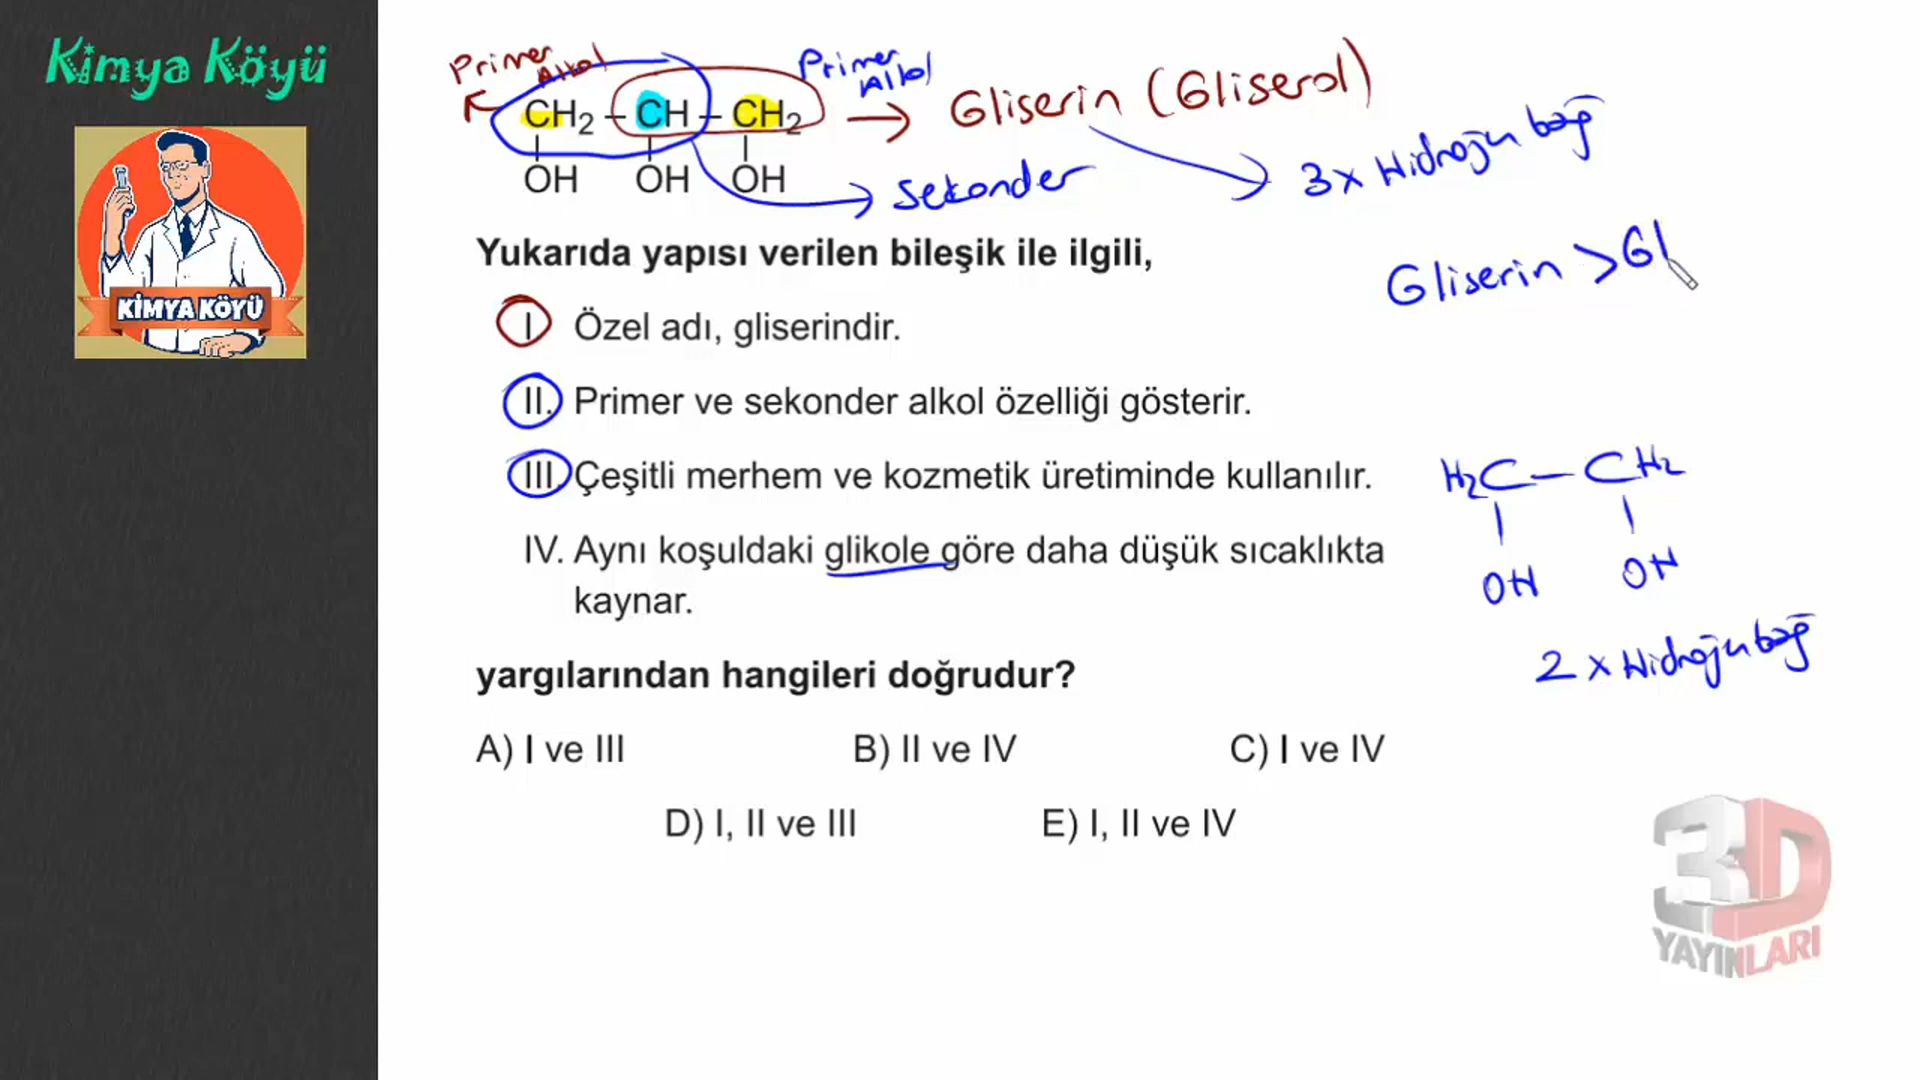 Kimya Köyü
KİMYA KÖYÜ
Primer Alkol
Primer Alkol
CH2 – CH – CH2 → Gliserin (Gliserol)
OH OH OH
Sekonder
3x Hidrojen bağ
Yukarıda yapısı verilen bileşik ile ilgili,
Gliserin > Gl
I Özel adı, gliserindir.
II. Primer ve sekonder alkol özelliği gösterir.
III. Çeşitli merhem ve kozmetik üretiminde kullanılır.
H2C – CH2
OH OH
IV. Aynı koşuldaki glikole göre daha düşük sıcaklıkta
kaynar.
2 x Hidrojen bağ
yargılarından hangileri doğrudur?
A) I ve III B) II ve IV C) I ve IV
D) I, II ve III E) I, II ve IV
3D
YAYINLARI